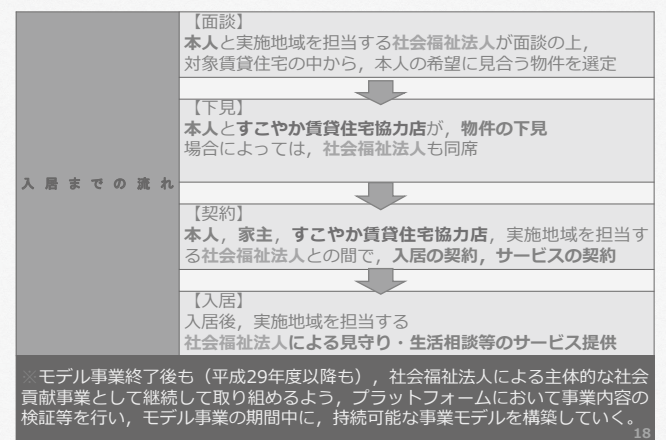 入居までの流れ
【面談】
本人と実施地域を担当する社会福祉法人が面談の上，
対象賃貸住宅の中から，本人の希望に見合う物件を選定
【下見】
本人とすこやか賃貸住宅協力店が，物件の下見
場合によっては，社会福祉法人も同席
【契約】
本人，家主，すこやか賃貸住宅協力店，実施地域を担当す
る社会福祉法人との間で，入居の契約，サービスの契約
【入居】
入居後，実施地域を担当する
社会福祉法人による見守り・生活相談等のサービス提供
※モデル事業終了後も（平成29年度以降も），社会福祉法人による主体的な社会
貢献事業として継続して取り組めるよう，プラットフォームにおいて事業内容の
検証等を行い，モデル事業の期間中に，持続可能な事業モデルを構築していく。
18